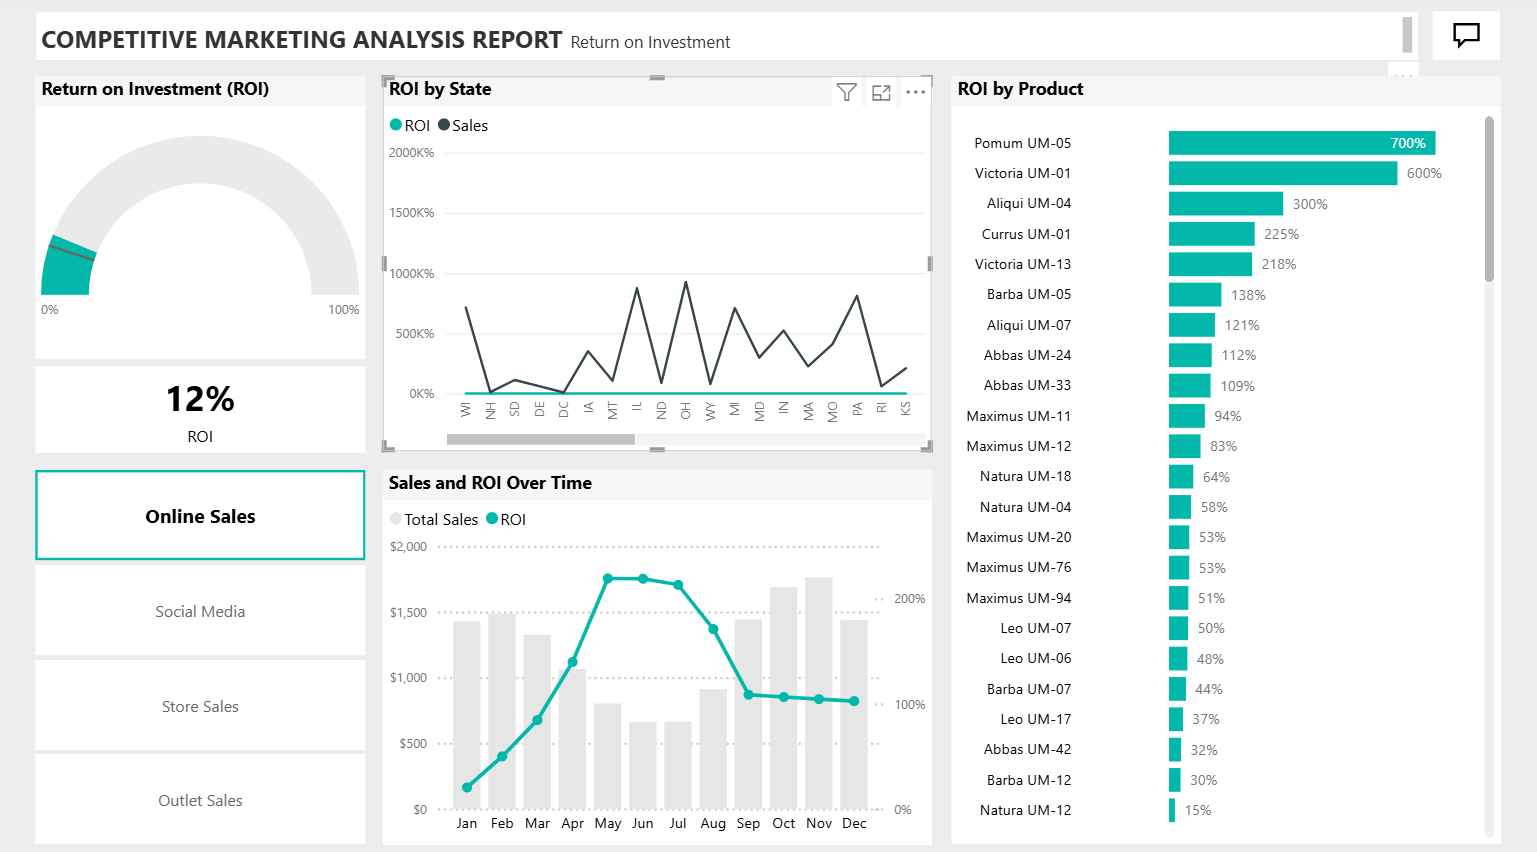 COMPETITIVE MARKETING ANALYSIS REPORT Return on Investment
Return on Investment (ROI)
0% 100%
12%
ROI
Online Sales
Social Media
Store Sales
Outlet Sales
ROI by State
ROI Sales
2000K%
1500K%
1000K%
500K%
0K%
WI NH SD DE DC IA MT IL ND OH WY MI MD IN MA MO PA RI KS
Sales and ROI Over Time
Total Sales ROI
$2,000
$1,500
$1,000
$500
$0
200%
100%
0%
Jan Feb Mar Apr May Jun Jul Aug Sep Oct Nov Dec
ROI by Product
Pomum UM-05 700%
Victoria UM-01 600%
Aliqui UM-04 300%
Currus UM-01 225%
Victoria UM-13 218%
Barba UM-05 138%
Aliqui UM-07 121%
Abbas UM-24 112%
Abbas UM-33 109%
Maximus UM-11 94%
Maximus UM-12 83%
Natura UM-18 64%
Natura UM-04 58%
Maximus UM-20 53%
Maximus UM-76 53%
Maximus UM-94 51%
Leo UM-07 50%
Leo UM-06 48%
Barba UM-07 44%
Leo UM-17 37%
Abbas UM-42 32%
Barba UM-12 30%
Natura UM-12 15%